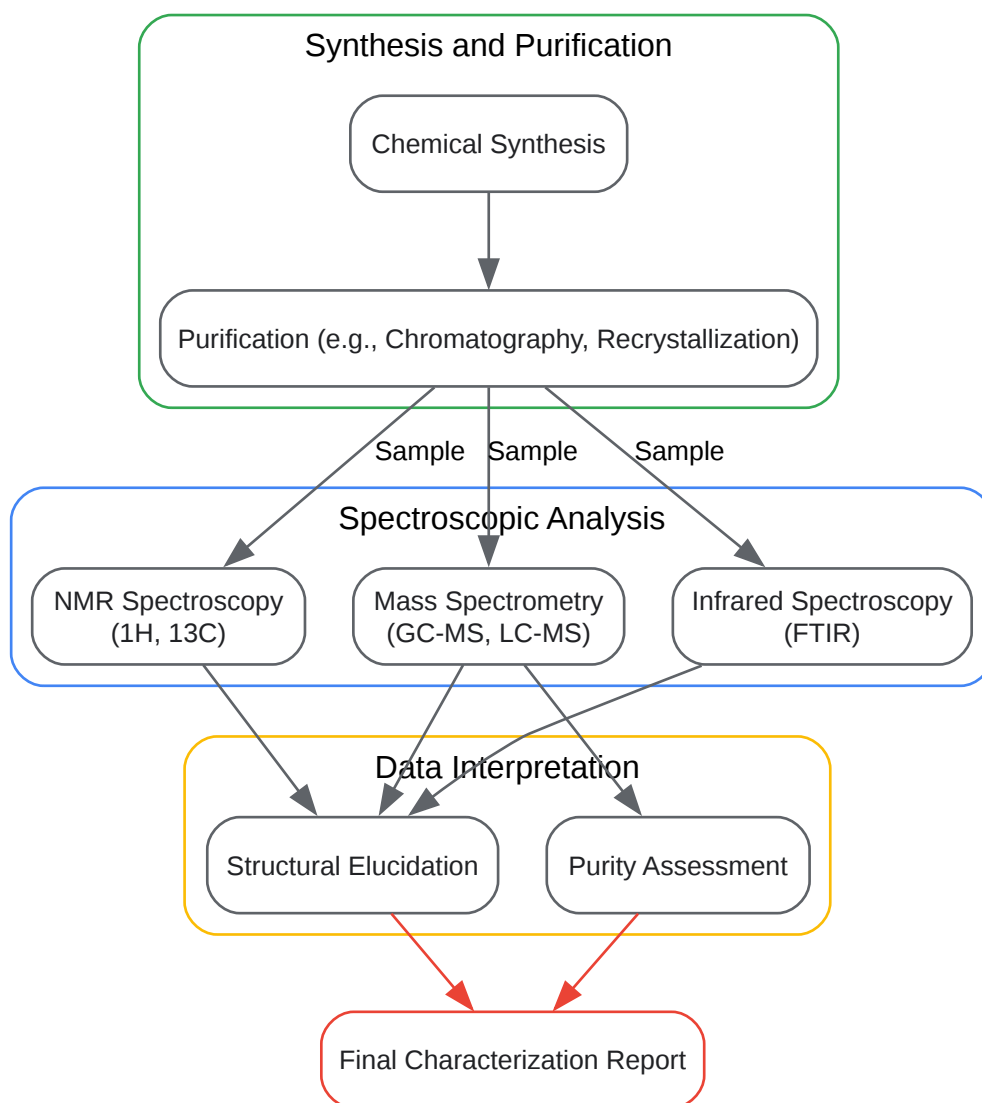 Synthesis and Purification
Chemical Synthesis
Purification (e.g., Chromatography, Recrystallization)
Sample
Sample
Sample
Spectroscopic Analysis
NMR Spectroscopy
(1H, 13C)
Mass Spectrometry
(GC-MS, LC-MS)
Infrared Spectroscopy
(FTIR)
Data Interpretation
Structural Elucidation
Purity Assessment
Final Characterization Report